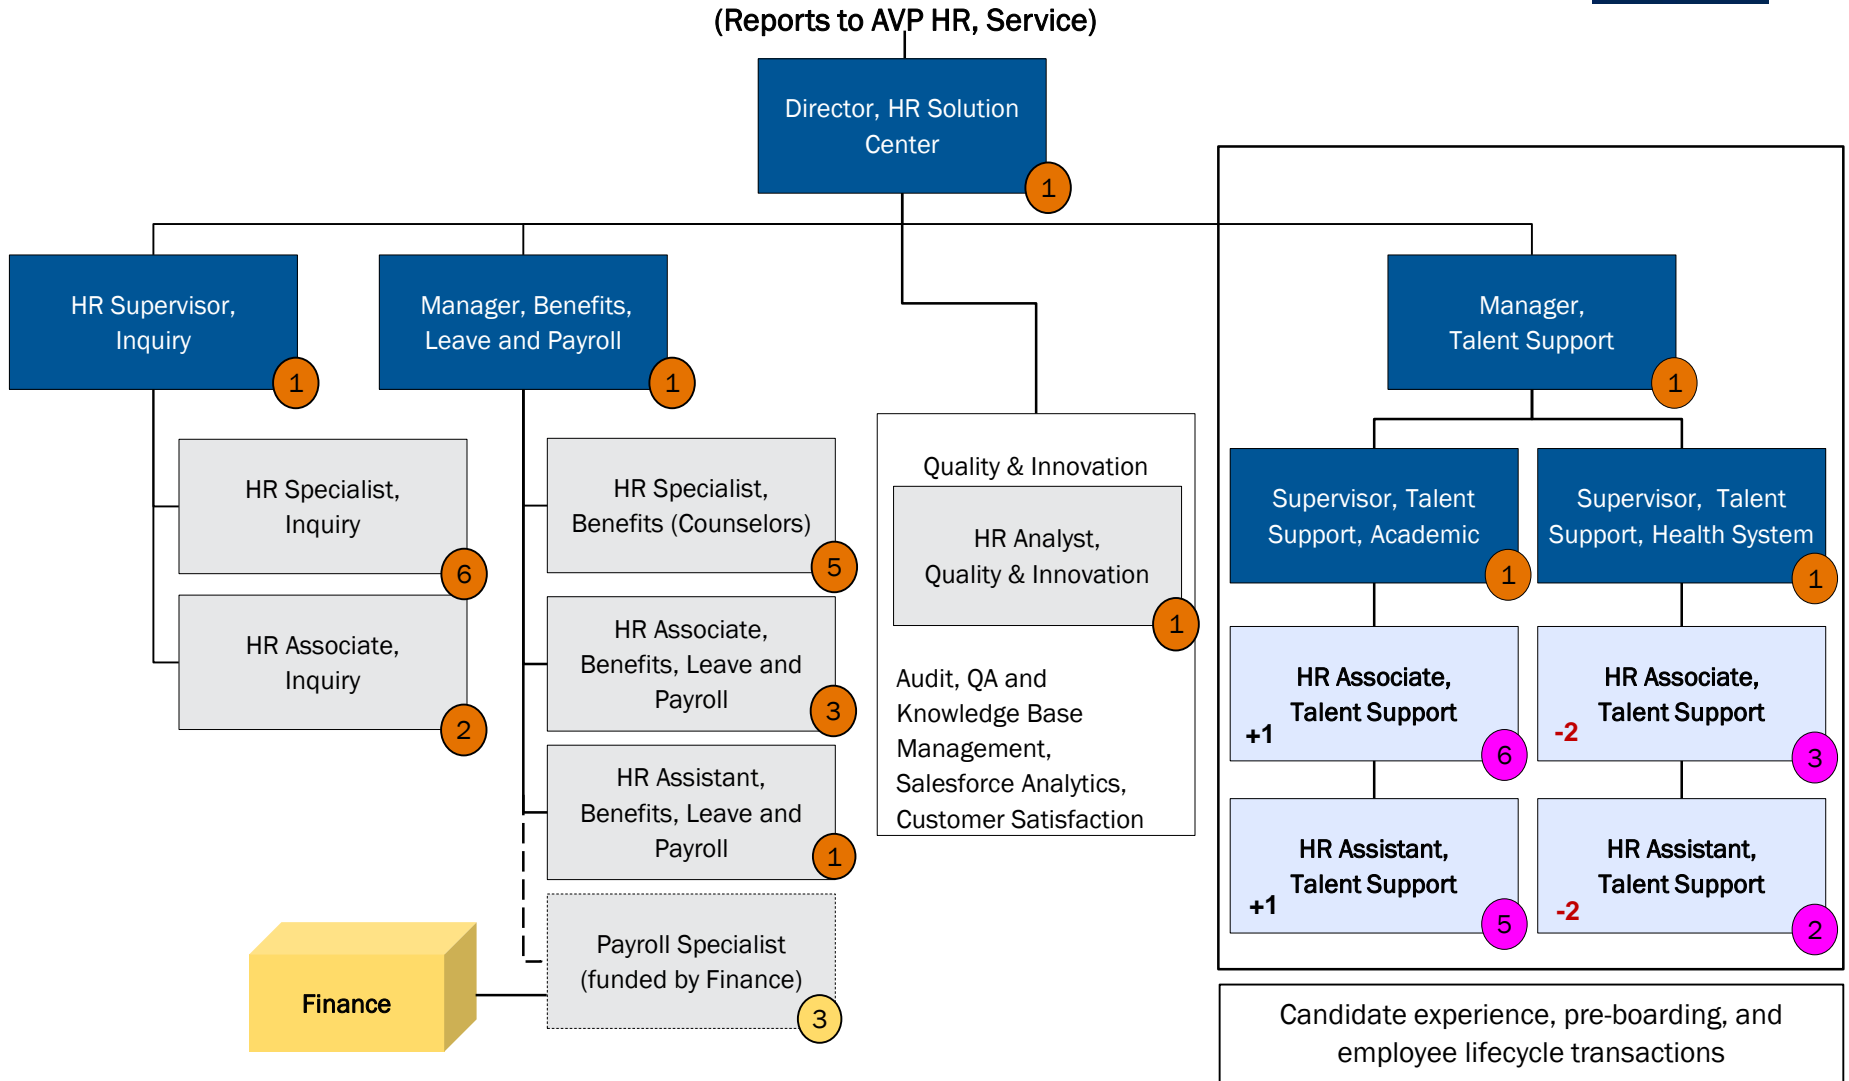 (Reports to AVP HR, Service)
Director, HR Solution
Center
1
HR Supervisor,
Inquiry
1
Manager, Benefits,
Leave and Payroll
1
Manager,
Talent Support
1
HR Specialist,
Inquiry
6
HR Associate,
Inquiry
2
HR Specialist,
Benefits (Counselors)
5
HR Associate,
Benefits, Leave and
Payroll
3
HR Assistant,
Benefits, Leave and
Payroll
1
Payroll Specialist
(funded by Finance)
3
Finance
Quality & Innovation
HR Analyst,
Quality & Innovation
1
Audit, QA and
Knowledge Base
Management,
Salesforce Analytics,
Customer Satisfaction
Supervisor, Talent
Support, Academic
1
Supervisor, Talent
Support, Health System
1
HR Associate,
Talent Support
+1
6
HR Associate,
Talent Support
-2
3
HR Assistant,
Talent Support
+1
5
HR Assistant,
Talent Support
-2
2
Candidate experience, pre-boarding, and
employee lifecycle transactions